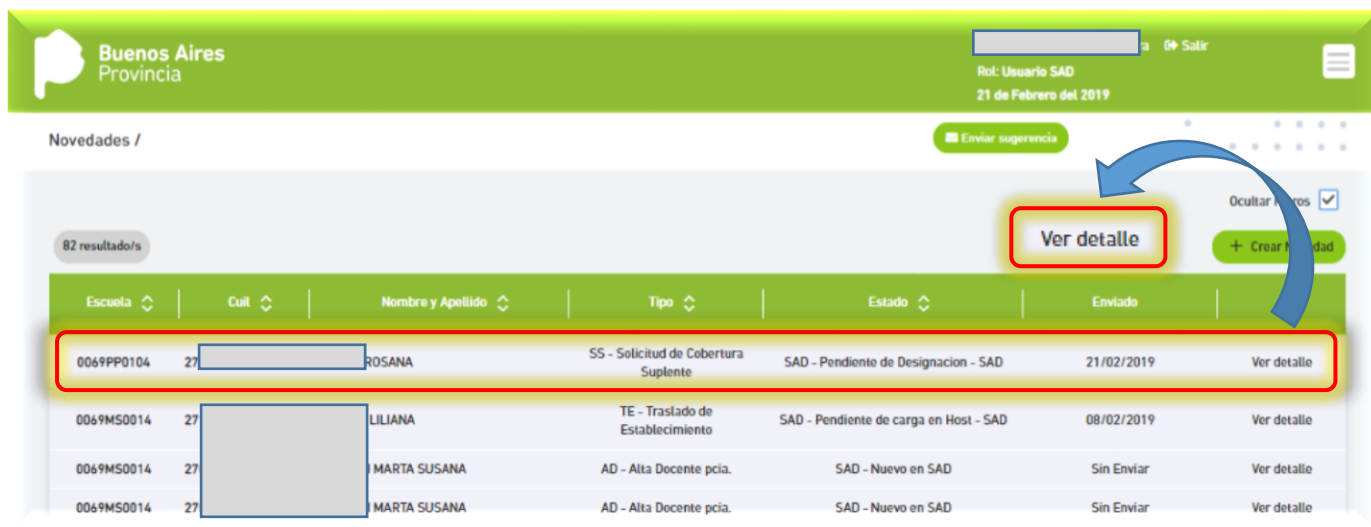 Buenos Aires
Provincia
Salir
Rol: Usuario SAD
21 de Febrero del 2019
Novedades /
Enviar sugerencia
Ocultar
82 resultado/s
Ver detalle
+ Crear
Escuela Cuil Nombre y Apellido Tipo Estado Enviado
0069PP0104 27 ROSANA SS - Solicitud de Cobertura Suplente SAD - Pendiente de Designacion - SAD 21/02/2019 Ver detalle
0069MS0014 27 LILIANA TE - Traslado de Establecimiento SAD - Pendiente de carga en Host - SAD 08/02/2019 Ver detalle
0069MS0014 27 MARTA SUSANA AD - Alta Docente pcia. SAD - Nuevo en SAD Sin Enviar Ver detalle
0069MS0014 27 MARTA SUSANA AD - Alta Docente pcia. SAD - Nuevo en SAD Sin Enviar Ver detalle